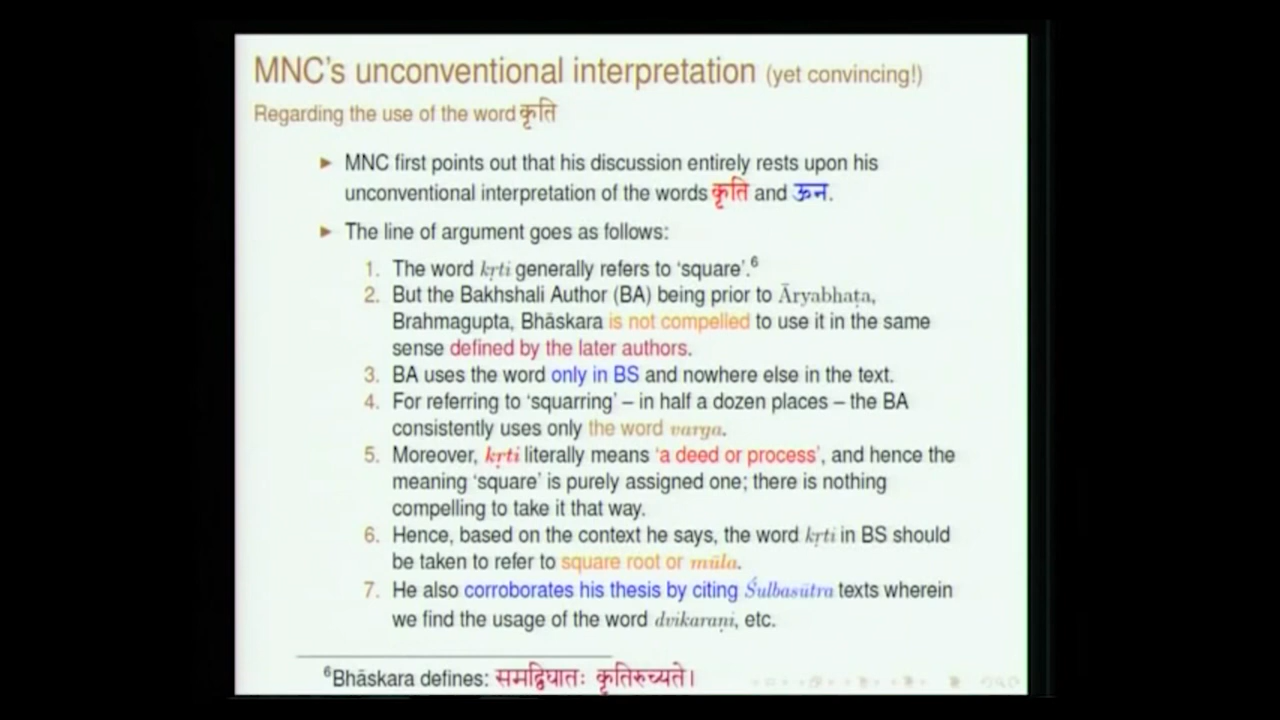 MNC's unconventional interpretation (yet convincing!)
Regarding the use of the word कृति
► MNC first points out that his discussion entirely rests upon his
unconventional interpretation of the words कृति and ऊन.
► The line of argument goes as follows:
1. The word kṛti generally refers to 'square'.⁶
2. But the Bakhshali Author (BA) being prior to Āryabhaṭa,
Brahmagupta, Bhāskara is not compelled to use it in the same
sense defined by the later authors.
3. BA uses the word only in BS and nowhere else in the text.
4. For referring to 'squarring' – in half a dozen places – the BA
consistently uses only the word varga.
5. Moreover, kṛti literally means 'a deed or process', and hence the
meaning 'square' is purely assigned one; there is nothing
compelling to take it that way.
6. Hence, based on the context he says, the word kṛti in BS should
be taken to refer to square root or mūla.
7. He also corroborates his thesis by citing Śulbasūtra texts wherein
we find the usage of the word dvikaraṇi, etc.
⁶Bhāskara defines: समद्विघातः कृतिरुच्यते।